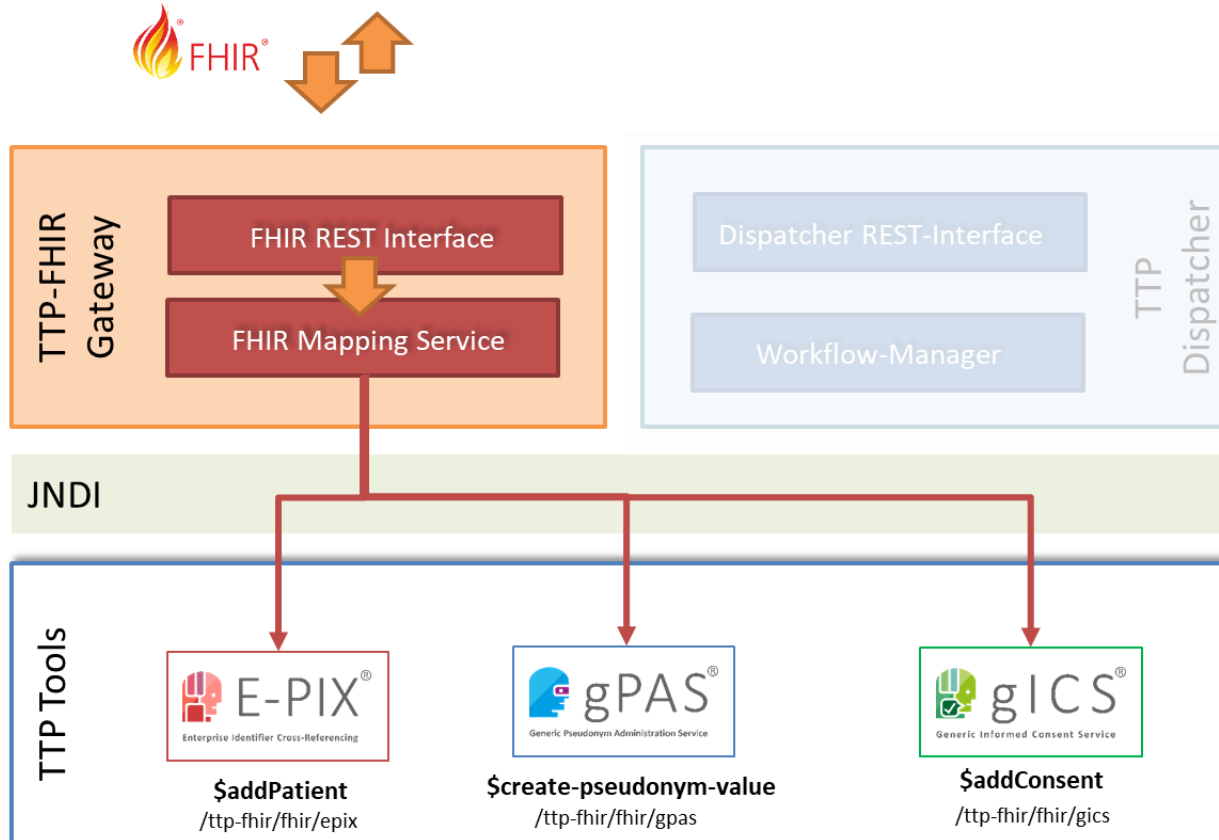 FHIR®
TTP-FHIR
Gateway
FHIR REST Interface
FHIR Mapping Service
Dispatcher REST-Interface
Workflow-Manager
TTP
Dispatcher
JNDI
TTP Tools
E-PIX®
Enterprise Identifier Cross-Referencing
$addPatient
/ttp-fhir/fhir/epix
gPAS®
Generic Pseudonym Administration Service
$create-pseudonym-value
/ttp-fhir/fhir/gpas
gICS®
Generic Informed Consent Service
$addConsent
/ttp-fhir/fhir/gics